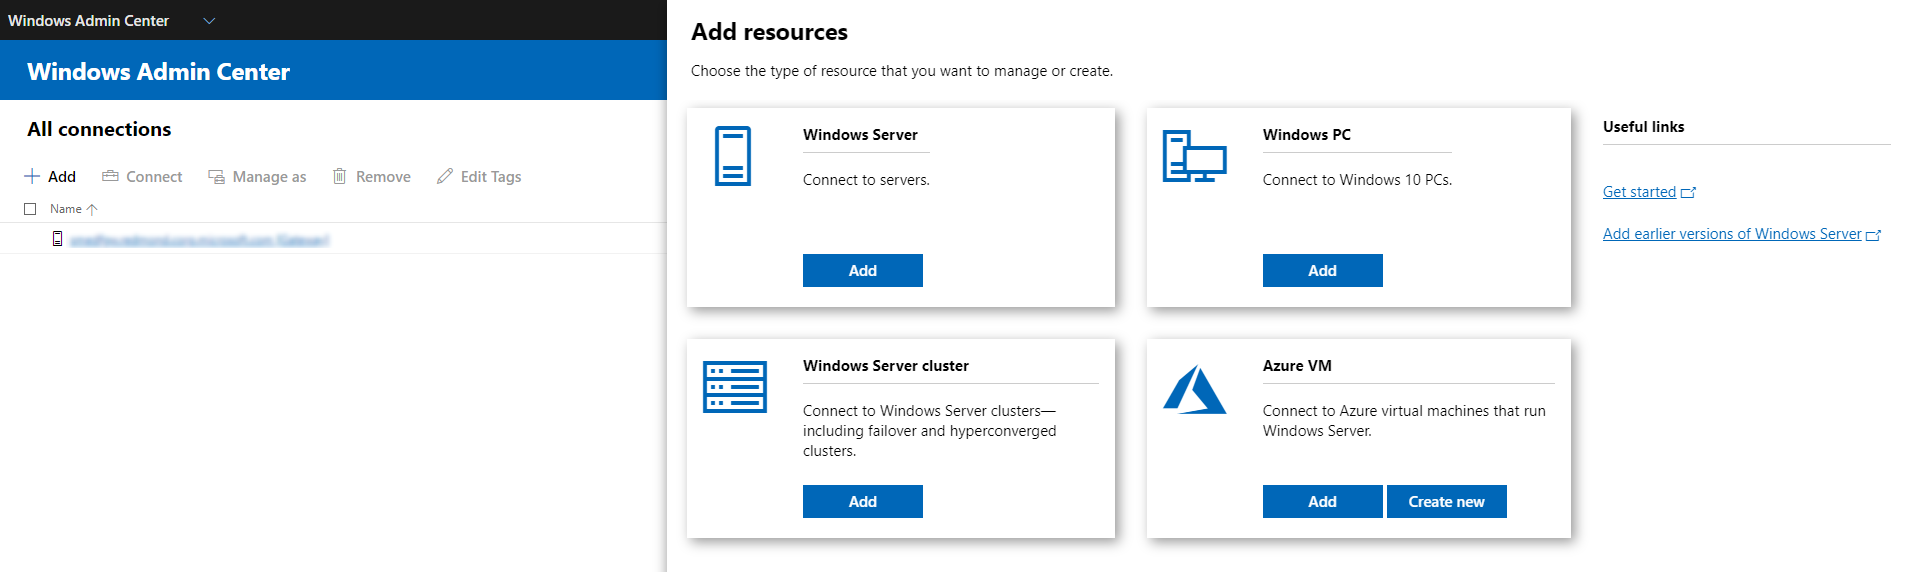 Windows Admin Center
Windows Admin Center
All connections
Add Connect Manage as Remove Edit Tags
Name
Add resources
Choose the type of resource that you want to manage or create.
Windows Server
Connect to servers.
Add
Windows PC
Connect to Windows 10 PCs.
Add
Windows Server cluster
Connect to Windows Server clusters—
including failover and hyperconverged
clusters.
Add
Azure VM
Connect to Azure virtual machines that run
Windows Server.
Add Create new
Useful links
Get started
Add earlier versions of Windows Server